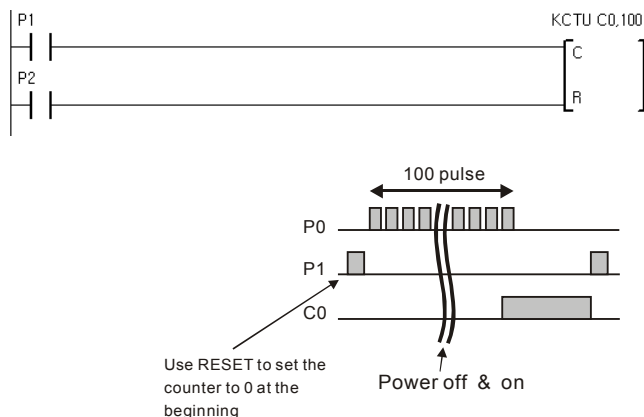 P1
KCTU C0,100
C
P2
R
100 pulse
P0
P1
C0
Use RESET to set the
counter to 0 at the
beginning
Power off & on